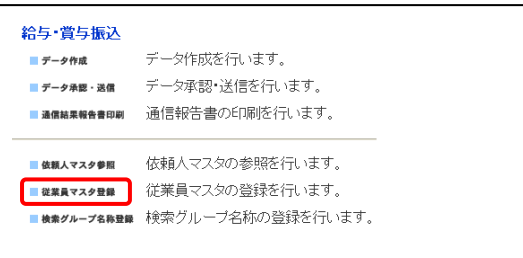 給与・賞与振込
データ作成 データ作成を行います。
データ承認・送信 データ承認・送信を行います。
通信結果報告書印刷 通信報告書の印刷を行います。
依頼人マスタ参照 依頼人マスタの参照を行います。
従業員マスタ登録 従業員マスタの登録を行います。
検索グループ名称登録 検索グループ名称の登録を行います。